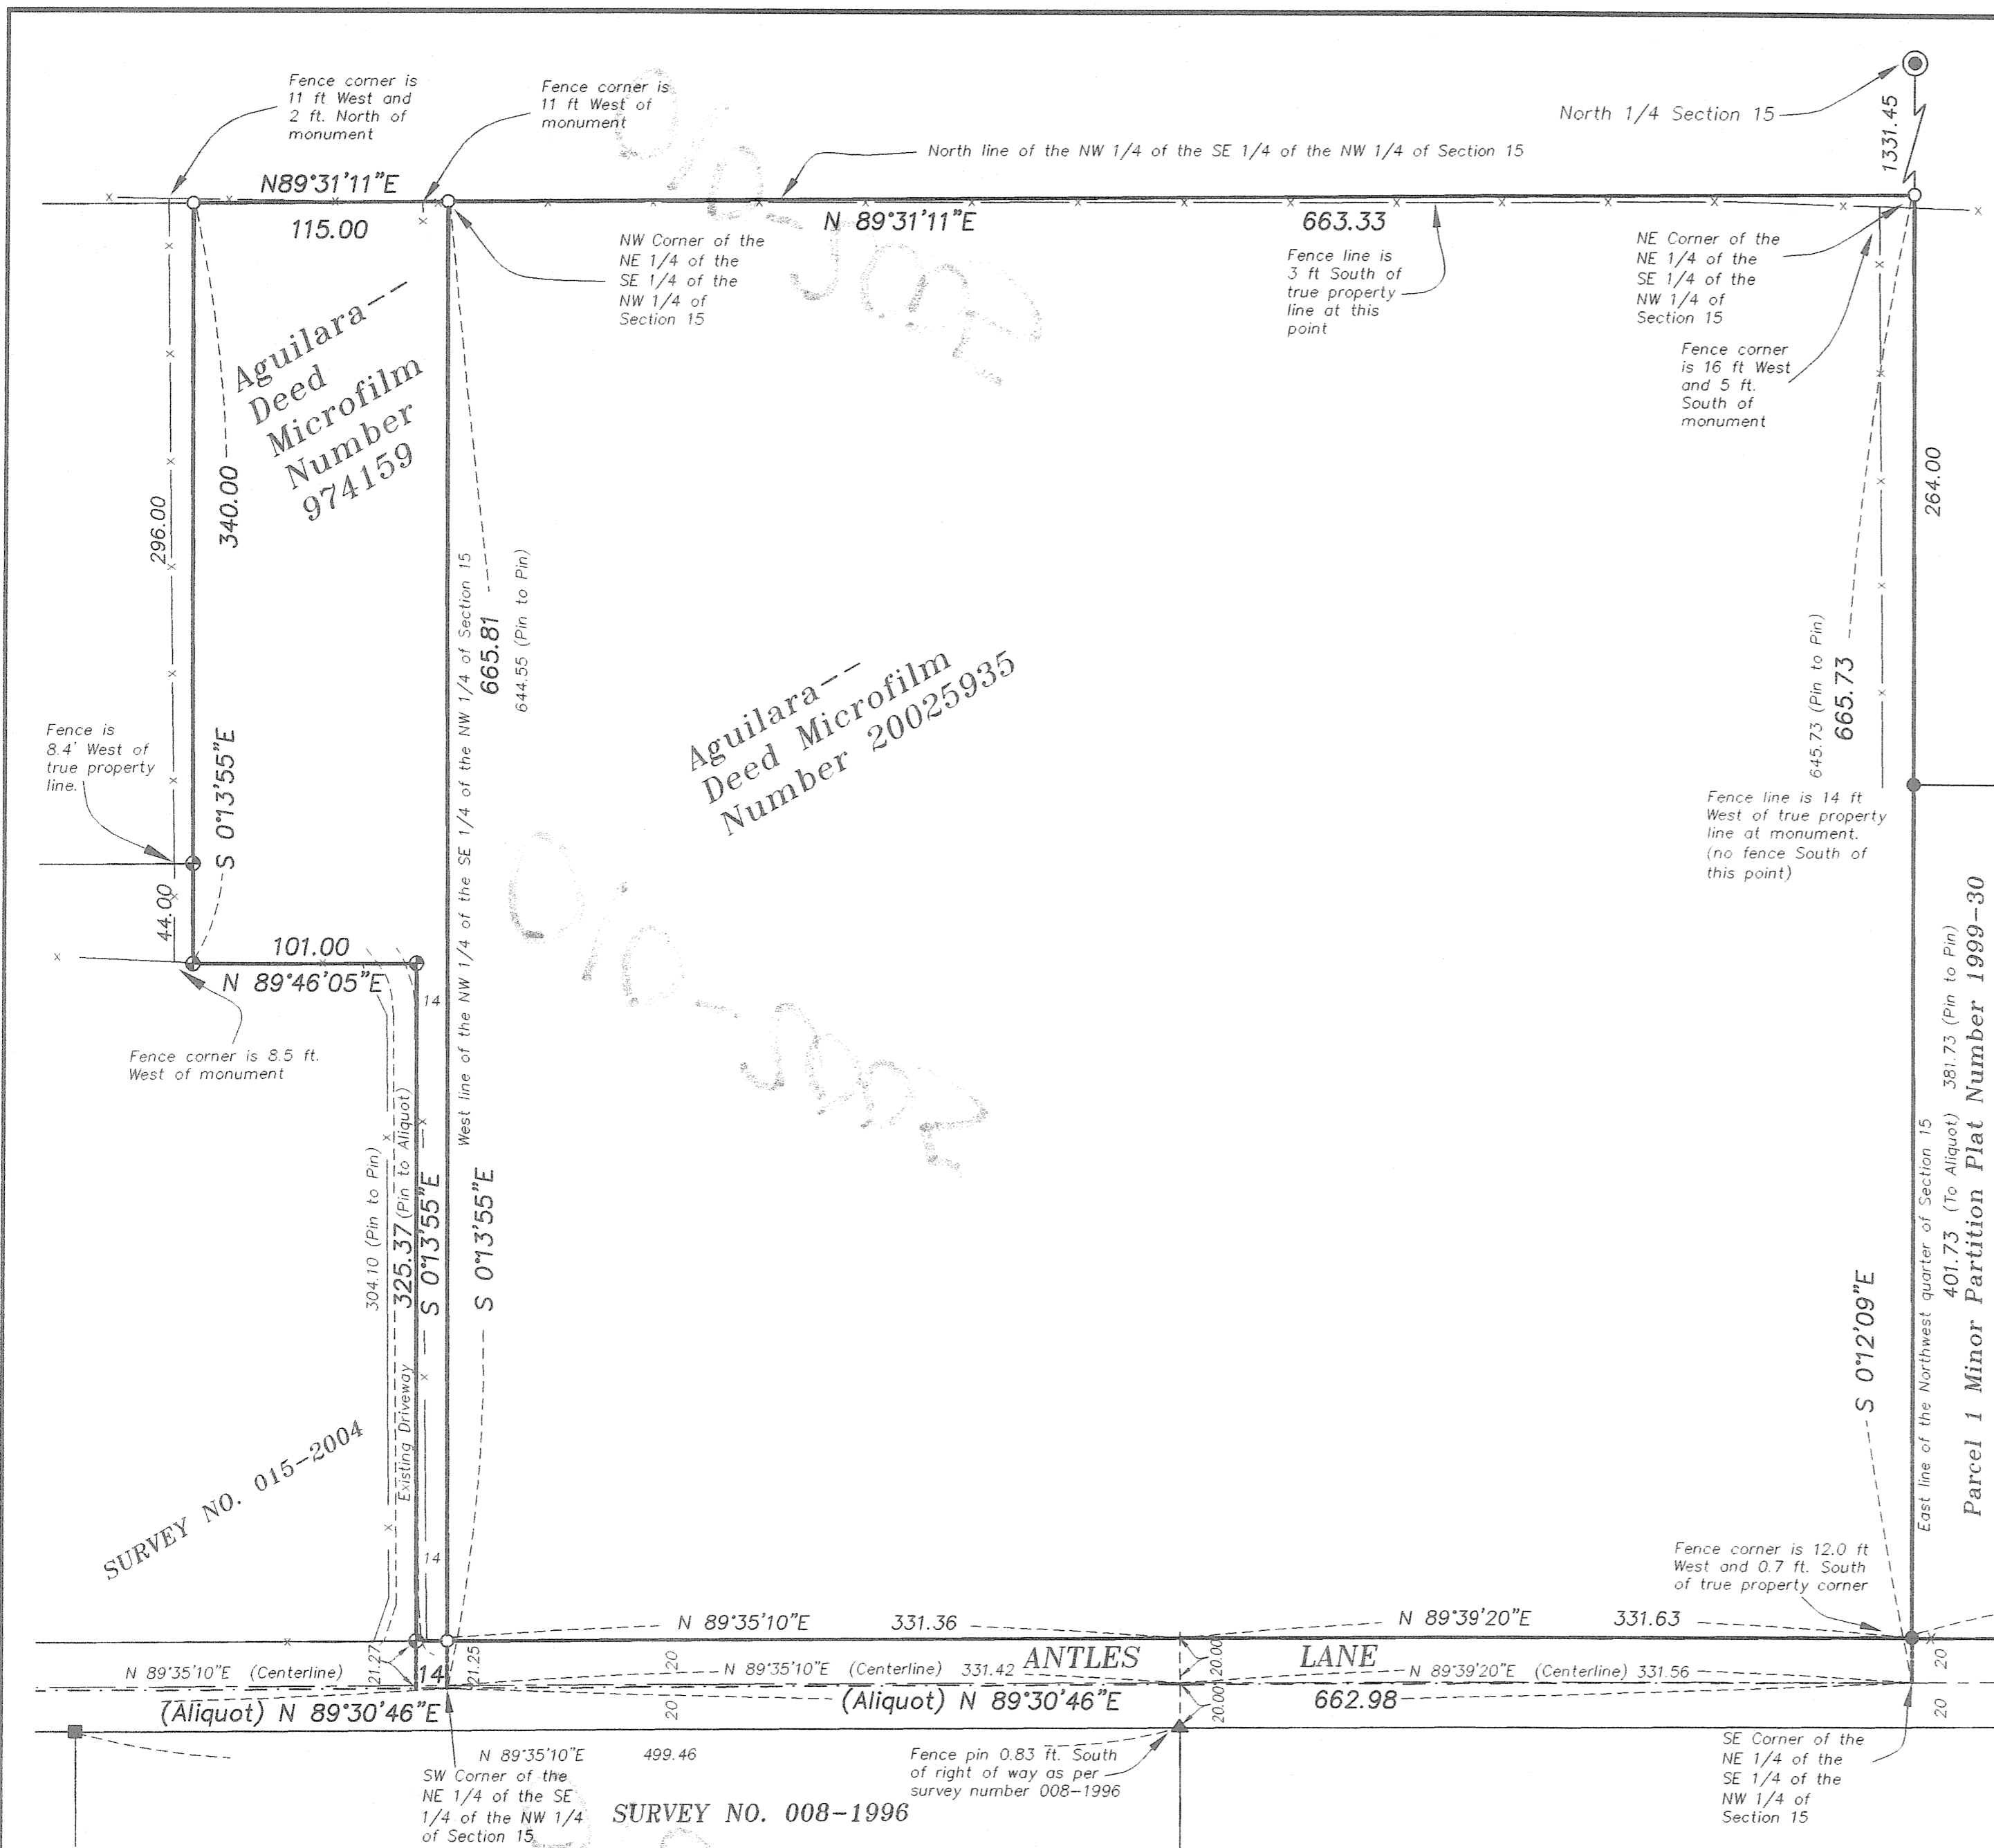 Fence corner is
11 ft West and
2 ft. North of
monument
Fence corner is
11 ft West of
monument
North 1/4 Section 15
1331.45
North line of the NW 1/4 of the SE 1/4 of the NW 1/4 of Section 15
N89°31'11"E
115.00
N 89°31'11"E
663.33
NW Corner of the
NE 1/4 of the
SE 1/4 of the
NW 1/4 of
Section 15
Fence line is
3 ft South of
true property
line at this
point
NE Corner of the
NE 1/4 of the
SE 1/4 of the
NW 1/4 of
Section 15
Fence corner
is 16 ft West
and 5 ft.
South of
monument
Aguilara--
Deed
Microfilm
Number
974159
296.00
340.00
264.00
West line of the NW 1/4 of the SE 1/4 of the NW 1/4 of Section 15
665.81
644.55 (Pin to Pin)
Aguilara--
Deed Microfilm
Number 20025935
645.73 (Pin to Pin)
665.73
Fence is
8.4' West of
true property
line.
S 0°13'55"E
Fence line is 14 ft
West of true property
line at monument.
(no fence South of
this point)
44.00
101.00
N 89°46'05"E
14
Fence corner is 8.5 ft.
West of monument
304.10 (Pin to Pin)
325.37 (Pin to Aliquot)
S 0°13'55"E
S 0°13'55"E
Existing Driveway
14
SURVEY NO. 015-2004
S 0°12'09"E
East line of the Northwest quarter of Section 15
401.73 (To Aliquot) 381.73 (Pin to Pin)
Parcel 1 Minor Partition Plat Number 1999-30
Fence corner is 12.0 ft
West and 0.7 ft. South
of true property corner
N 89°35'10"E 331.36
N 89°39'20"E 331.63
21.27
14
21.25
20
20.00
20
N 89°35'10"E (Centerline)
N 89°35'10"E (Centerline) 331.42
ANTLES LANE
N 89°39'20"E (Centerline) 331.56
(Aliquot) N 89°30'46"E
20
(Aliquot) N 89°30'46"E
20.00
662.98
20
N 89°35'10"E 499.46
SW Corner of the
NE 1/4 of the SE
1/4 of the NW 1/4
of Section 15
Fence pin 0.83 ft. South
of right of way as per
survey number 008-1996
SURVEY NO. 008-1996
SE Corner of the
NE 1/4 of the
SE 1/4 of the
NW 1/4 of
Section 15